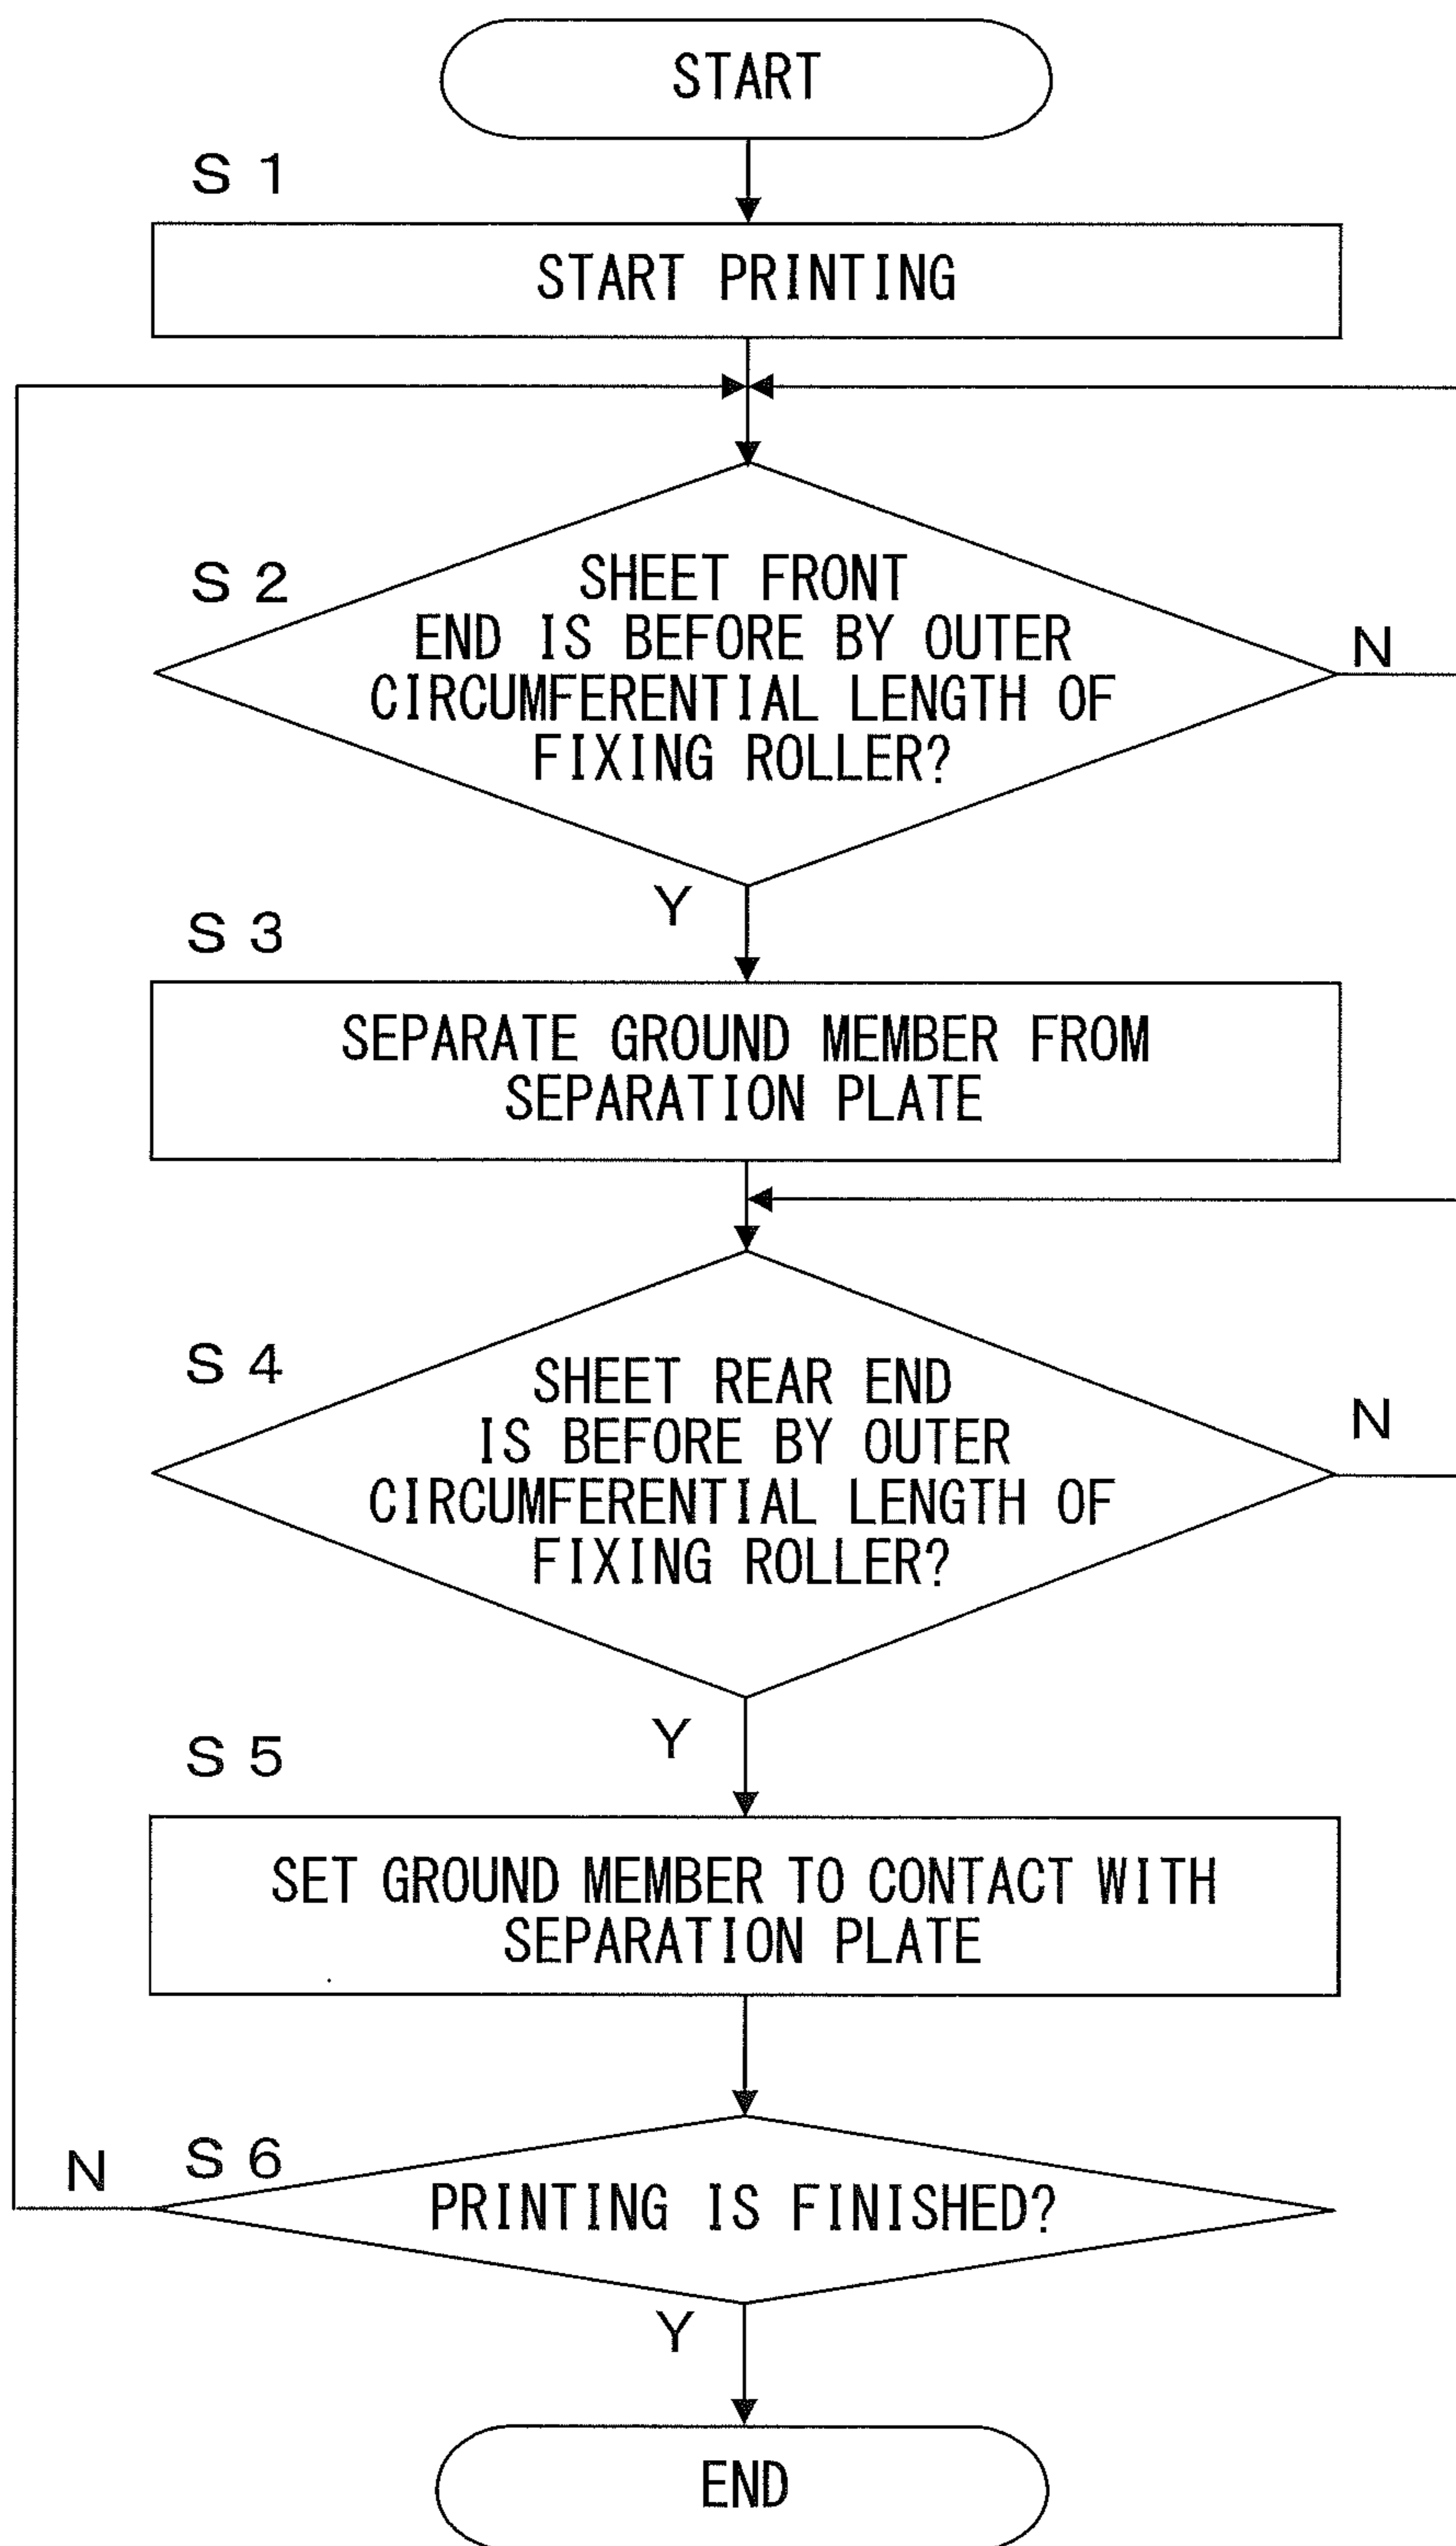 START
S 1
START PRINTING
S 2
SHEET FRONT
END IS BEFORE BY OUTER
CIRCUMFERENTIAL LENGTH OF
FIXING ROLLER?
N
Y
S 3
SEPARATE GROUND MEMBER FROM
SEPARATION PLATE
S 4
SHEET REAR END
IS BEFORE BY OUTER
CIRCUMFERENTIAL LENGTH OF
FIXING ROLLER?
N
Y
S 5
SET GROUND MEMBER TO CONTACT WITH
SEPARATION PLATE
N
S 6
PRINTING IS FINISHED?
Y
END